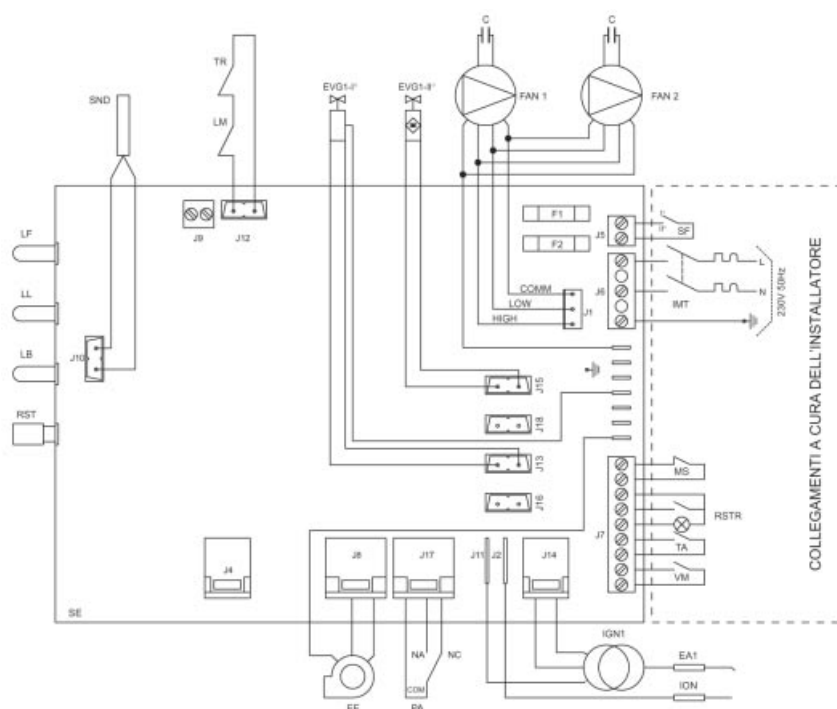 C
C
TR
EVG1-I°
EVG1-II°
FAN 1
FAN 2
SND
LM
F1
F2
J9
J12
J5
I°
II°
SF
LF
L
J6
COMM
LOW
HIGH
J1
IMT
N
230V 50Hz
LL
LB
J10
J15
RST
J18
J13
J16
MS
RSTR
J7
TA
VM
COLLEGAMENTI A CURA DELL'INSTALLATORE
J4
J8
J17
J11
J2
J14
SE
IGN1
NA
NC
EA1
COM
ION
PA